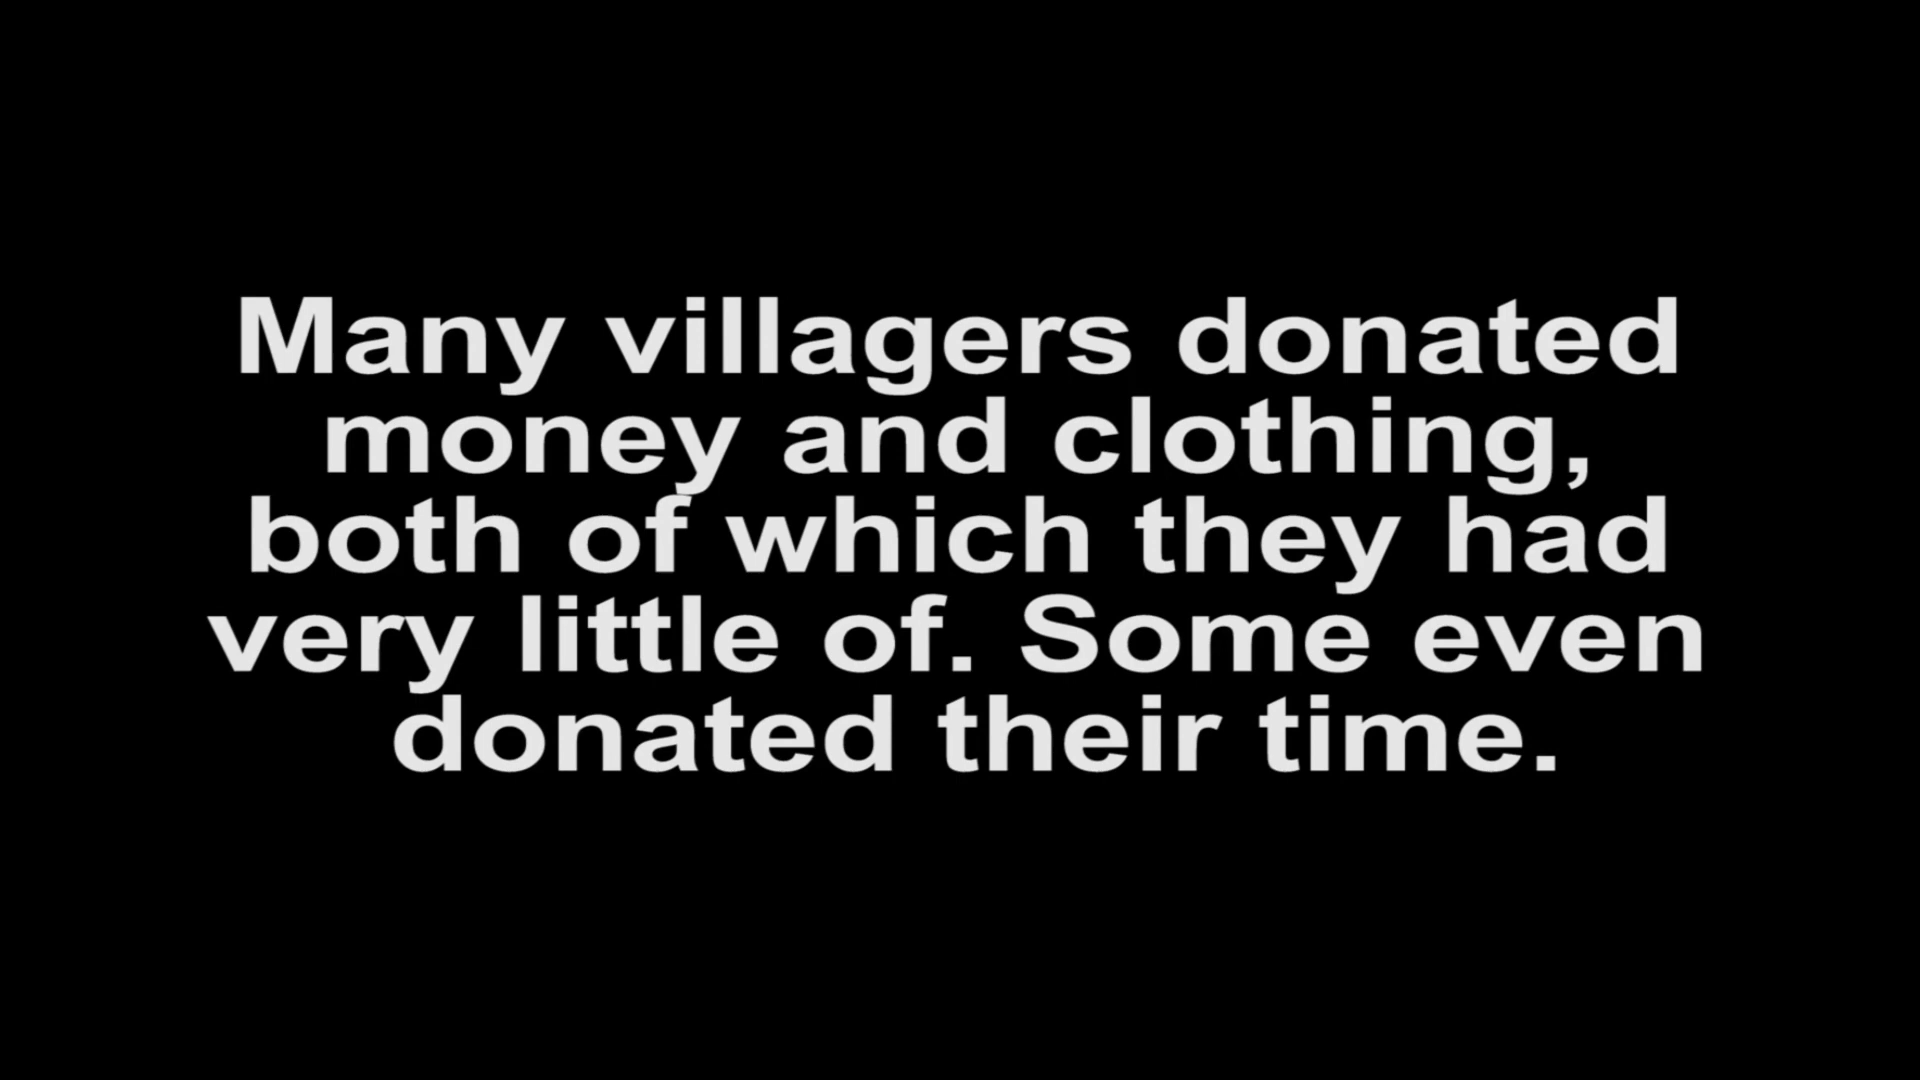 Many villagers donated
money and clothing,
both of which they had
very little of. Some even
donated their time.